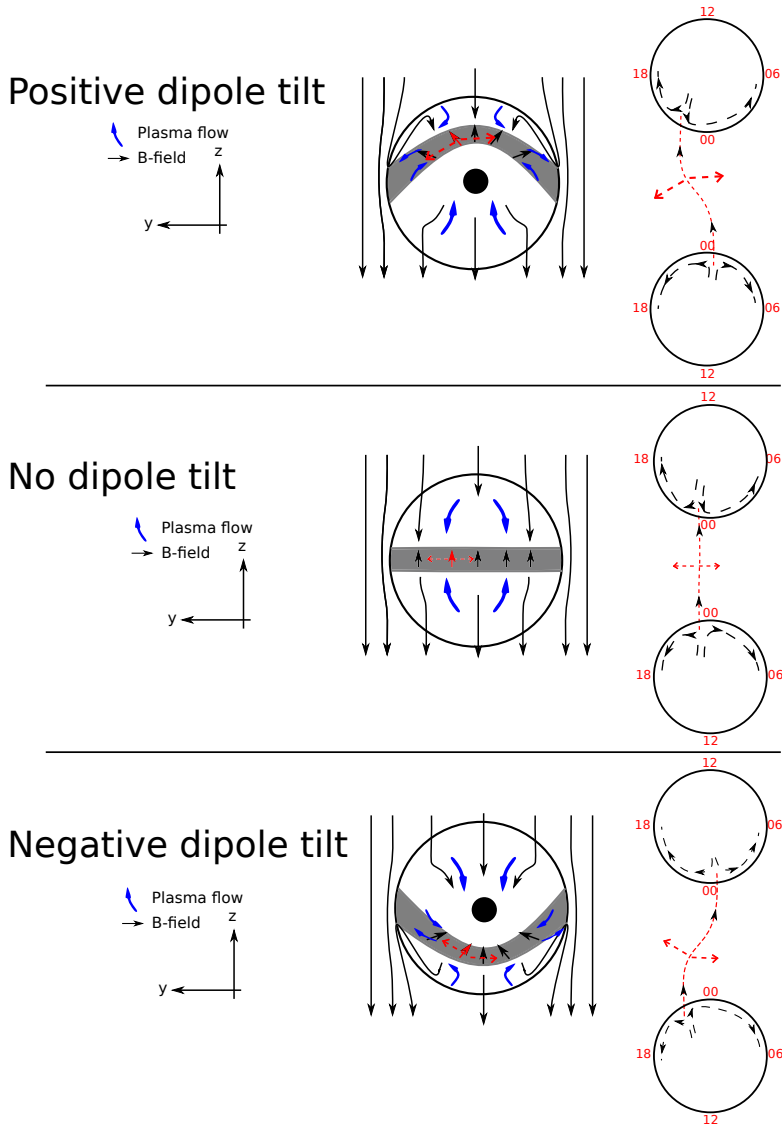 12
18
06
Positive dipole tilt
Plasma flow
B-field
z
y
00
00
18
06
12
12
18
06
No dipole tilt
Plasma flow
B-field
z
y
00
00
18
06
12
12
18
06
Negative dipole tilt
Plasma flow
B-field
z
y
00
00
18
06
12